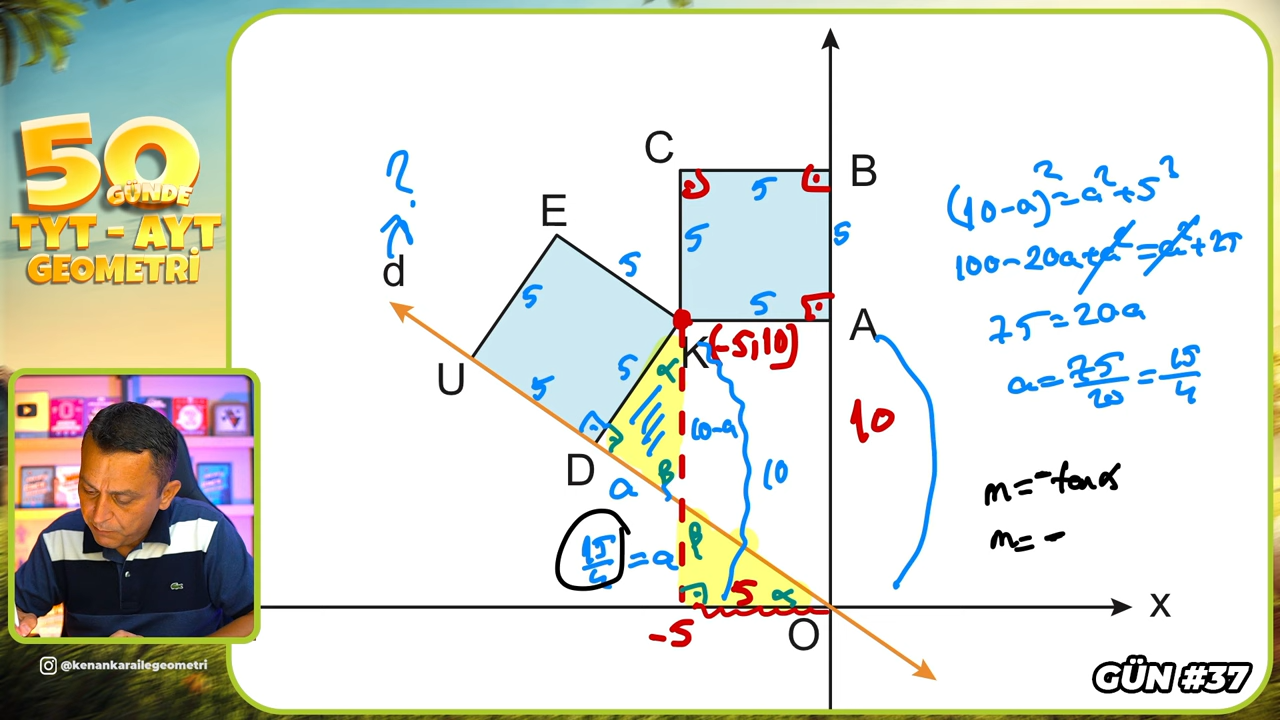 50
GÜNDE
TYT - AYT
GEOMETRİ
@kenankarailegeometri
?
d
E
C
B
U
K
A
D
O
x
5
5
5
5
5
5
5
5
(-5,10)
α
10-a
10
10
β
a
15/4 = a
β
5
α
-5
(10-a)² = a² + 5²
100 - 20a + a² = a² + 25
75 = 20a
a = 75/20 = 15/4
m = -tanα
m = -
GÜN #37